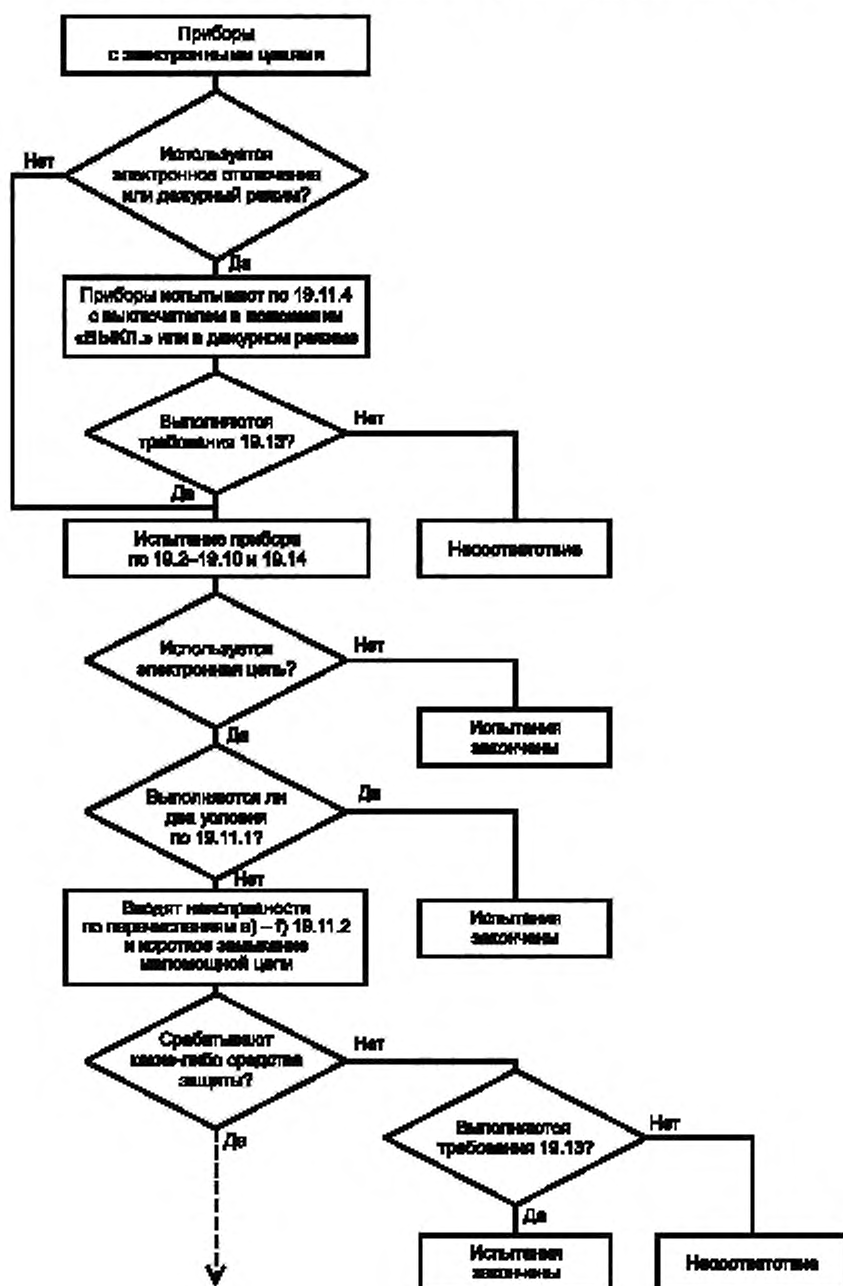 Приборы
с электронными цепями
Используется
электронное отключение
или дежурный режим?
Нет
Да
Приборы испытывают по 19.11.4
с выключателем в положении
«ВЫКЛ.» или в дежурном режиме
Выполняются
требования 19.13?
Нет
Да
Испытание прибора
по 19.2–19.10 и 19.14
Несоответствие
Используется
электронная цепь?
Нет
Да
Испытания
закончены
Выполняются ли
два условия
по 19.11.1?
Да
Нет
Испытания
закончены
Вводят неисправности
по перечислениям a) – f) 19.11.2
и короткое замыкание
маломощной цепи
Срабатывают
какие-либо средства
защиты?
Нет
Да
Выполняются
требования 19.13?
Нет
Да
Испытания
закончены
Несоответствие